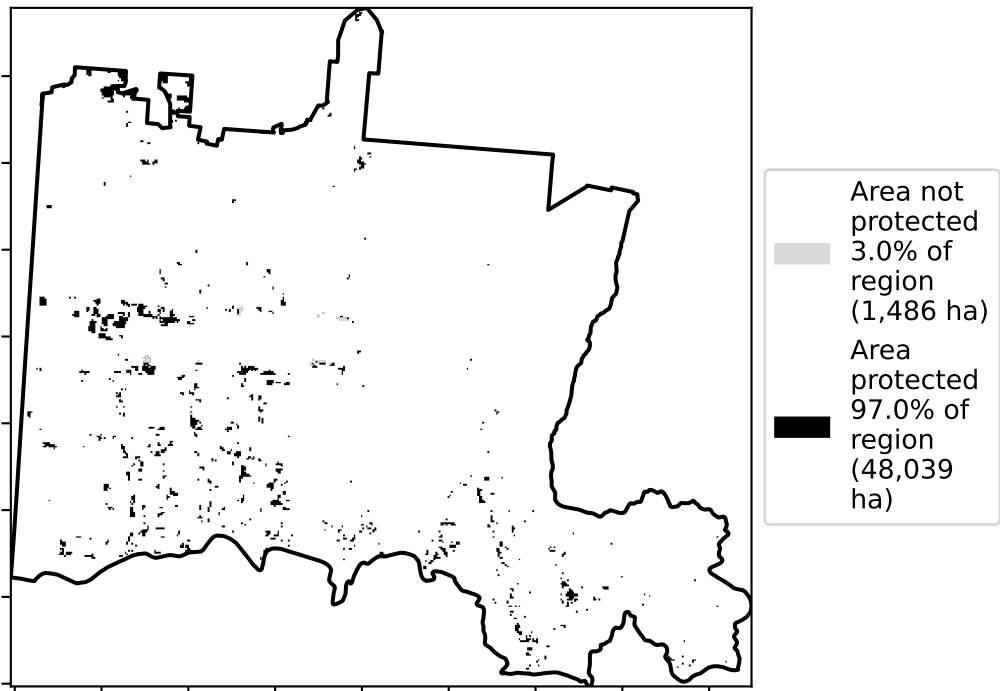 Area not
protected
3.0% of
region
(1,486 ha)
Area
protected
97.0% of
region
(48,039
ha)